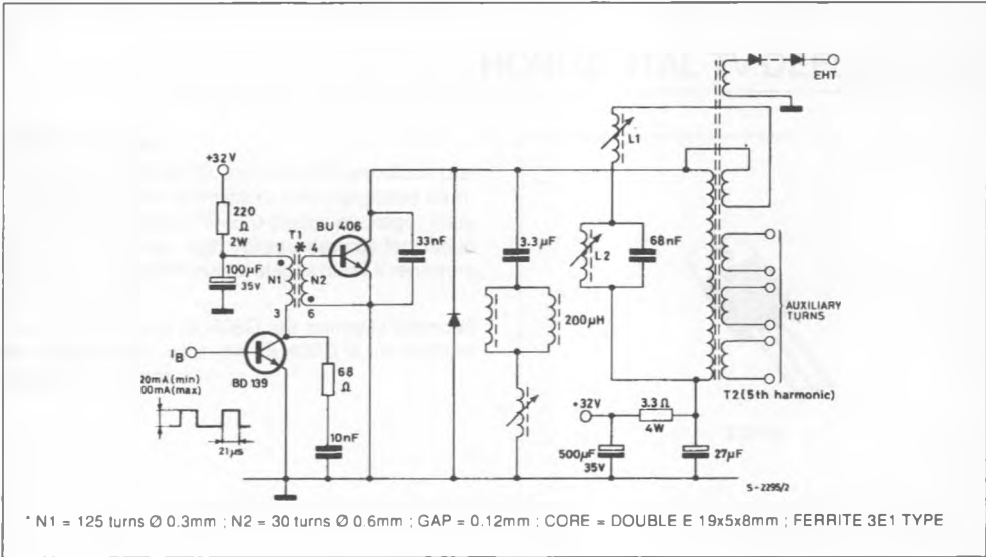 EHT
L1
+32V
220
Ω
2W
T1
*
4
BU 406
33nF
3.3µF
L2
68nF
100µF
35V
N1
N2
3
6
200µH
AUXILIARY
TURNS
IB
BD 139
20mA(min)
00mA(max)
21µs
68
Ω
10nF
T2(5th harmonic)
+32V
3.3Ω
4W
500µF
35V
27µF
S-2295/2
* N1 = 125 turns Ø 0.3mm ; N2 = 30 turns Ø 0.6mm ; GAP = 0.12mm : CORE = DOUBLE E 19x5x8mm ; FERRITE 3E1 TYPE